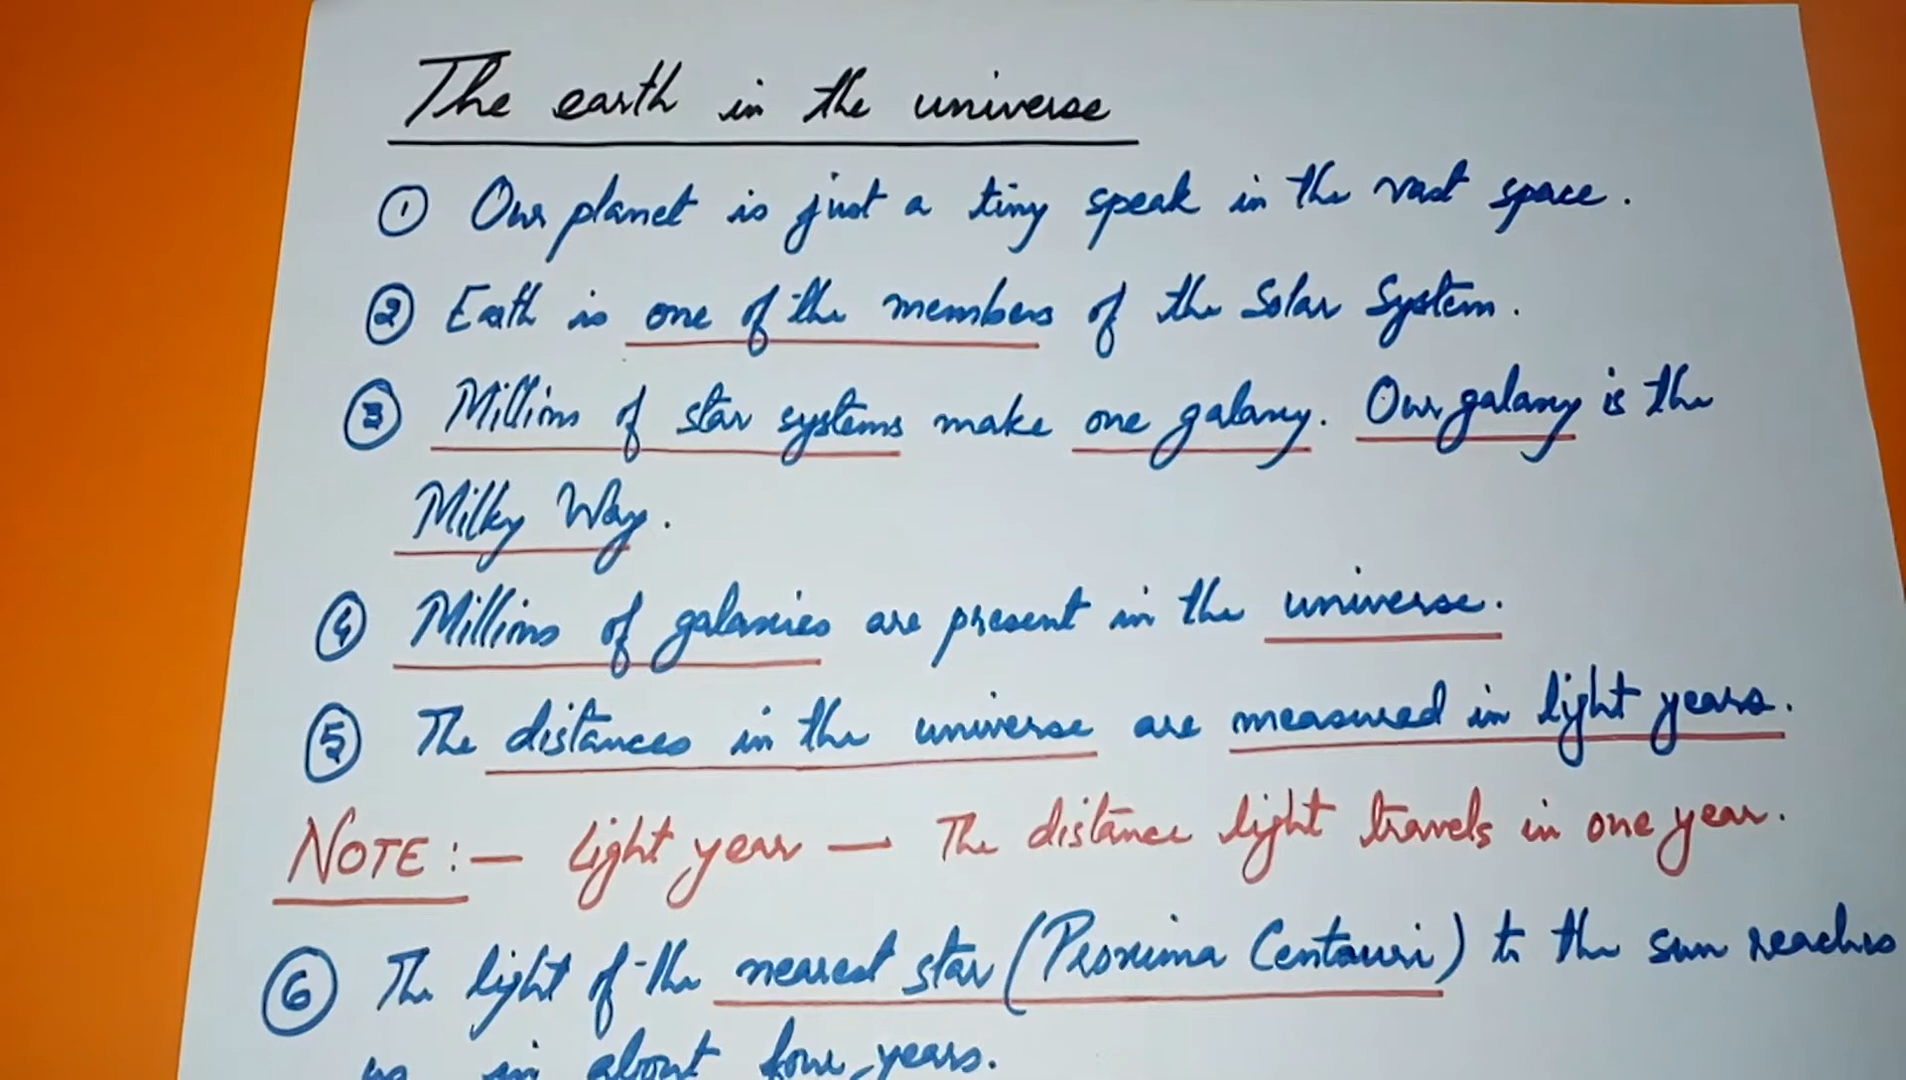 The earth in the universe
① Our planet is just a tiny speak in the vast space.
② Earth is one of the members of the Solar System.
③ Millions of star systems make one galaxy. Our galaxy is the
Milky Way.
④ Millions of galaxies are present in the universe.
⑤ The distances in the universe are measured in light years.
NOTE :— Light year — The distance light travels in one year.
⑥ The light of the nearest star (Proxima Centauri) to the sun reaches
us in about four years.